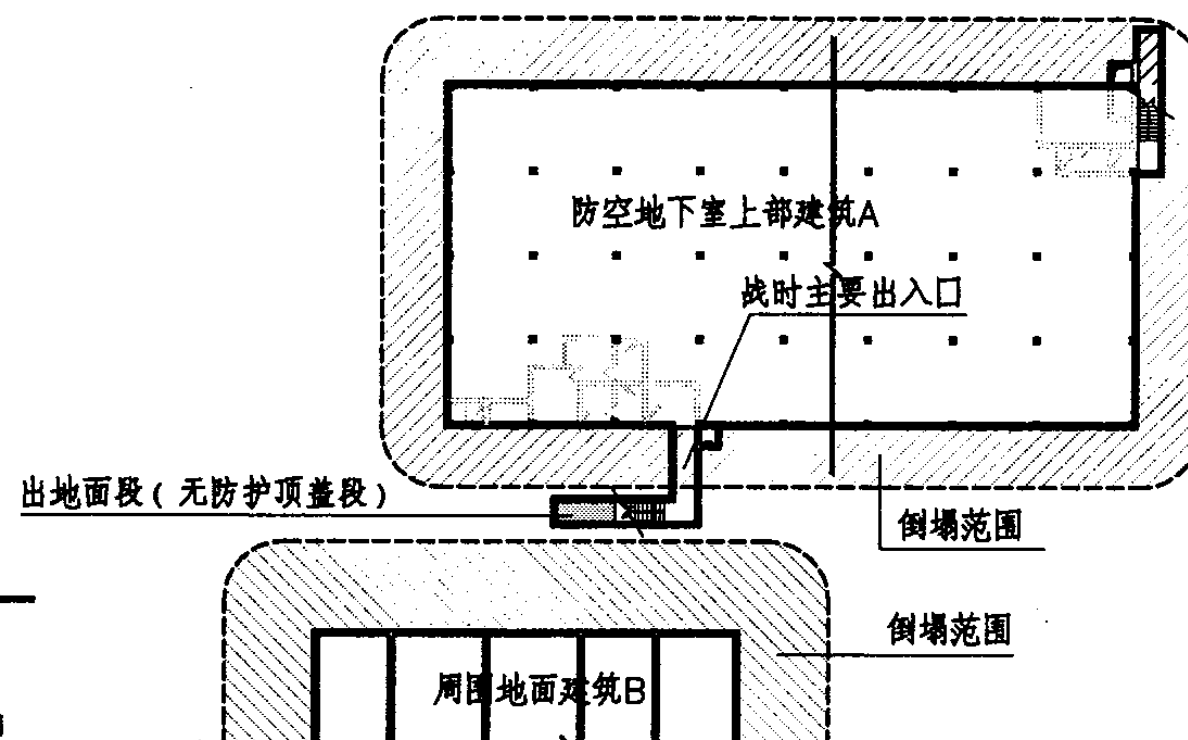 防空地下室上部建筑A
战时主要出入口
出地面段（无防护顶盖段）
倒塌范围
倒塌范围
周围地面建筑B